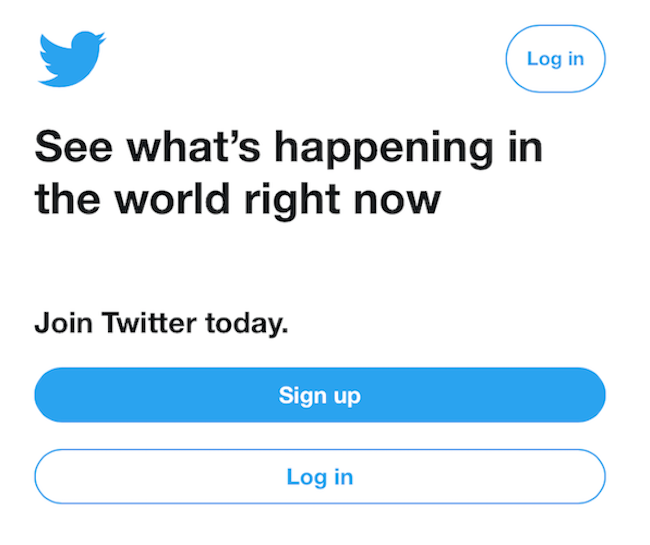 Log in
See what’s happening in
the world right now
Join Twitter today.
Sign up
Log in